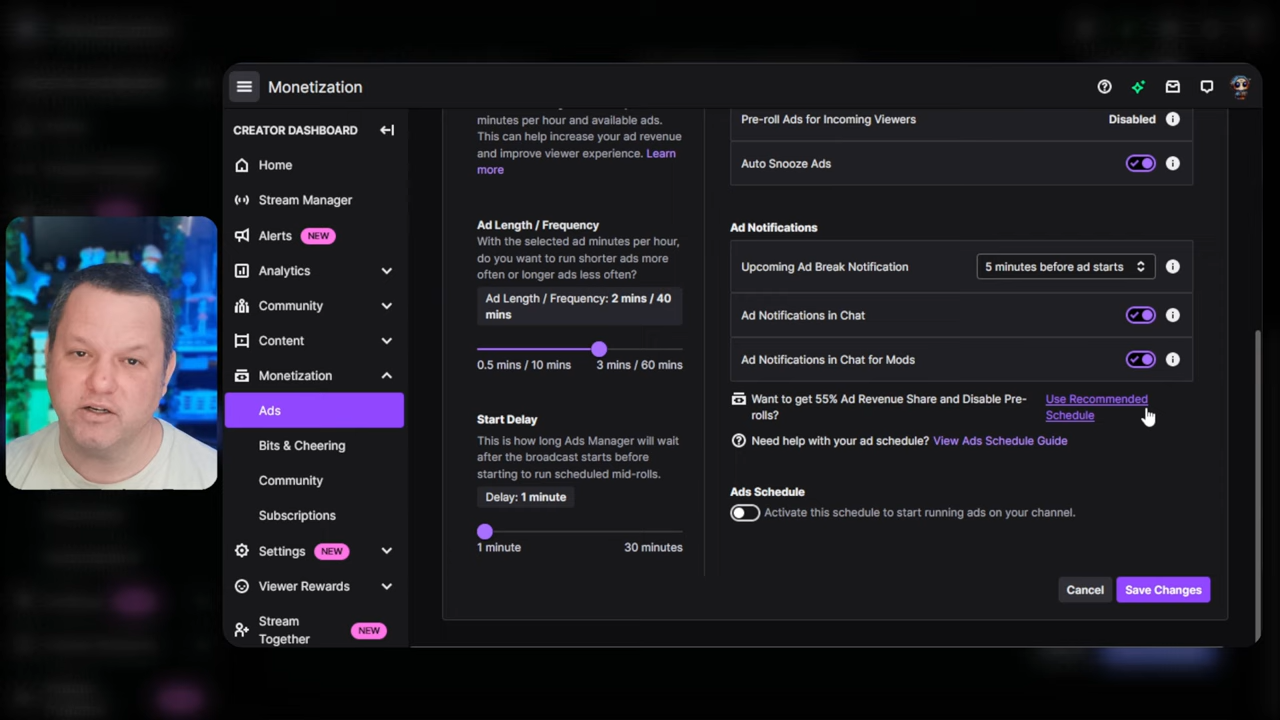 Monetization
CREATOR DASHBOARD
Home
Stream Manager
Alerts NEW
Analytics
Community
Content
Monetization
Ads
Bits & Cheering
Community
Subscriptions
Settings NEW
Viewer Rewards
Stream
Together NEW
minutes per hour and available ads.
This can help increase your ad revenue
and improve viewer experience. Learn
more
Ad Length / Frequency
With the selected ad minutes per hour,
do you want to run shorter ads more
often or longer ads less often?
Ad Length / Frequency: 2 mins / 40
mins
0.5 mins / 10 mins 3 mins / 60 mins
Start Delay
This is how long Ads Manager will wait
after the broadcast starts before
starting to run scheduled mid-rolls.
Delay: 1 minute
1 minute 30 minutes
Pre-roll Ads for Incoming Viewers Disabled
Auto Snooze Ads
Ad Notifications
Upcoming Ad Break Notification 5 minutes before ad starts
Ad Notifications in Chat
Ad Notifications in Chat for Mods
Want to get 55% Ad Revenue Share and Disable Pre-
rolls?
Use Recommended
Schedule
Need help with your ad schedule? View Ads Schedule Guide
Ads Schedule
Activate this schedule to start running ads on your channel.
Cancel Save Changes